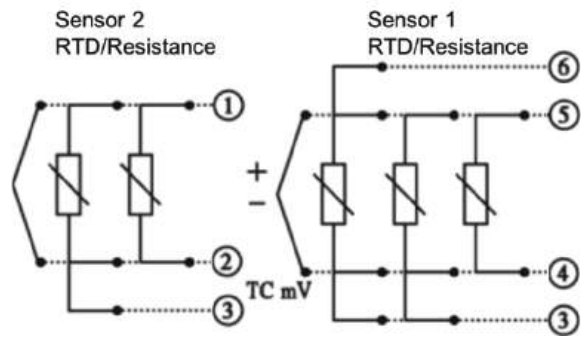 Sensor 2
RTD/Resistance
Sensor 1
RTD/Resistance
6
1
5
+
−
2
4
TC mV
3
3